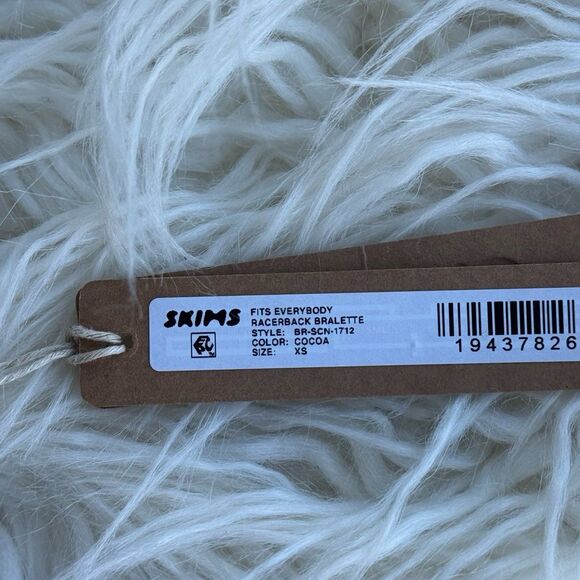 SKIMS
FITS EVERYBODY
RACERBACK BRALETTE
STYLE: BR-SCN-1712
COLOR: COCOA
SIZE: XS
19437826